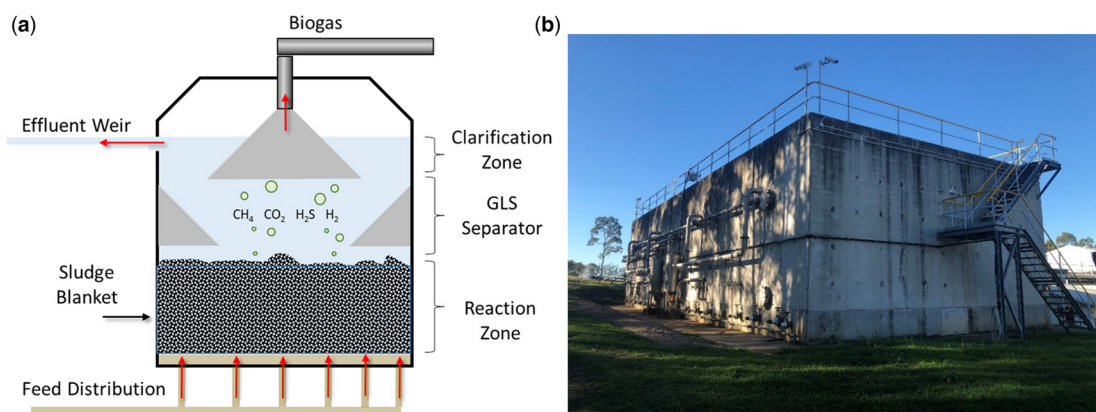 (a)
Biogas
Effluent Weir
Clarification
Zone
CH₄ CO₂ H₂S H₂
GLS
Separator
Sludge
Blanket
Reaction
Zone
Feed Distribution
(b)